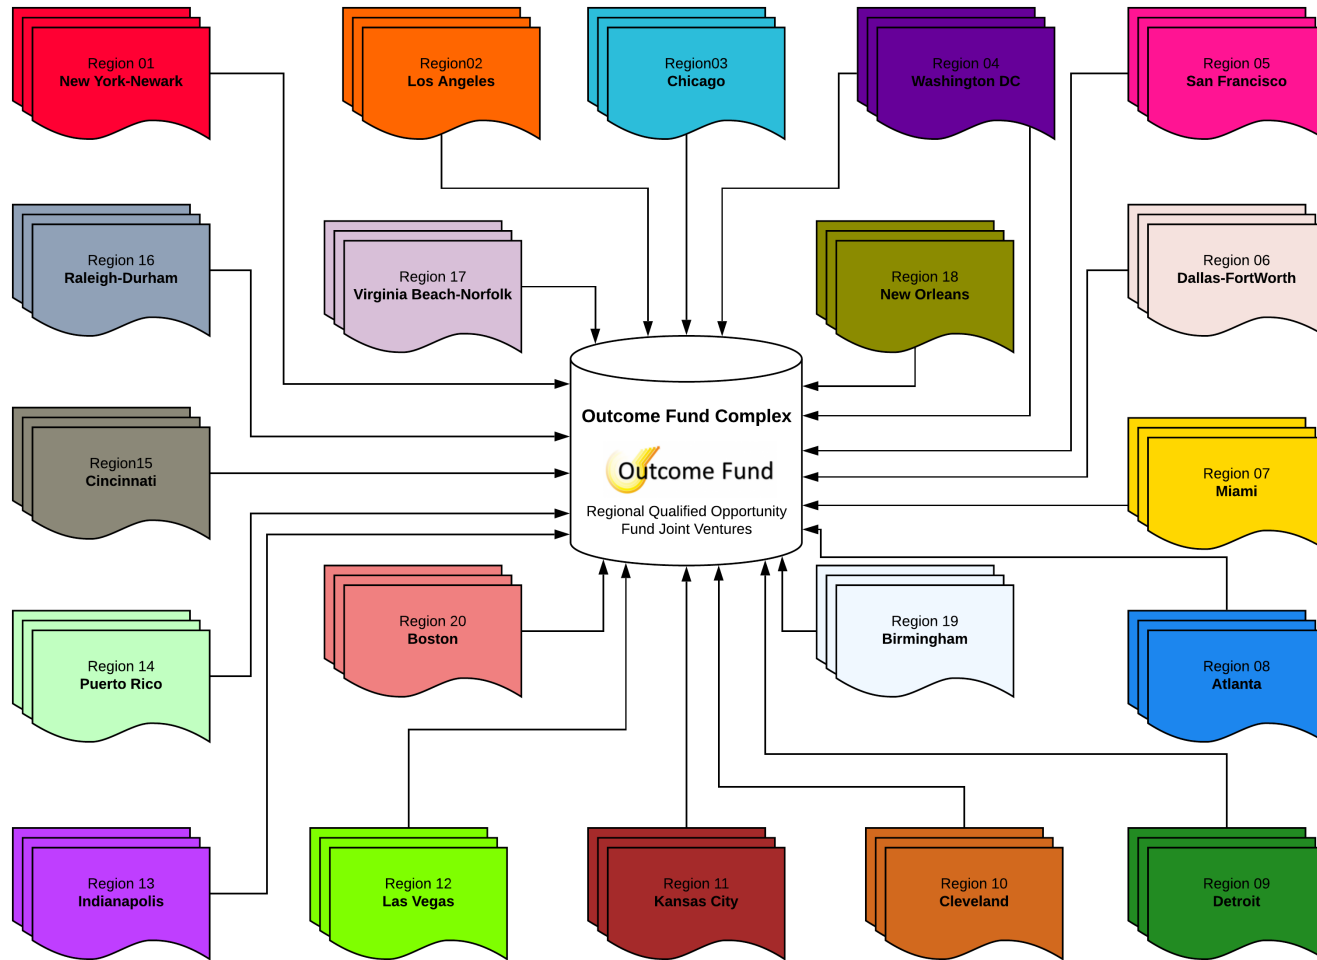 Region 01
New York-Newark
Region02
Los Angeles
Region03
Chicago
Region 04
Washington DC
Region 05
San Francisco
Region 16
Raleigh-Durham
Region 17
Virginia Beach-Norfolk
Region 18
New Orleans
Region 06
Dallas-FortWorth
Outcome Fund Complex
Outcome Fund
Regional Qualified Opportunity
Fund Joint Ventures
Region15
Cincinnati
Region 07
Miami
Region 14
Puerto Rico
Region 20
Boston
Region 19
Birmingham
Region 08
Atlanta
Region 13
Indianapolis
Region 12
Las Vegas
Region 11
Kansas City
Region 10
Cleveland
Region 09
Detroit